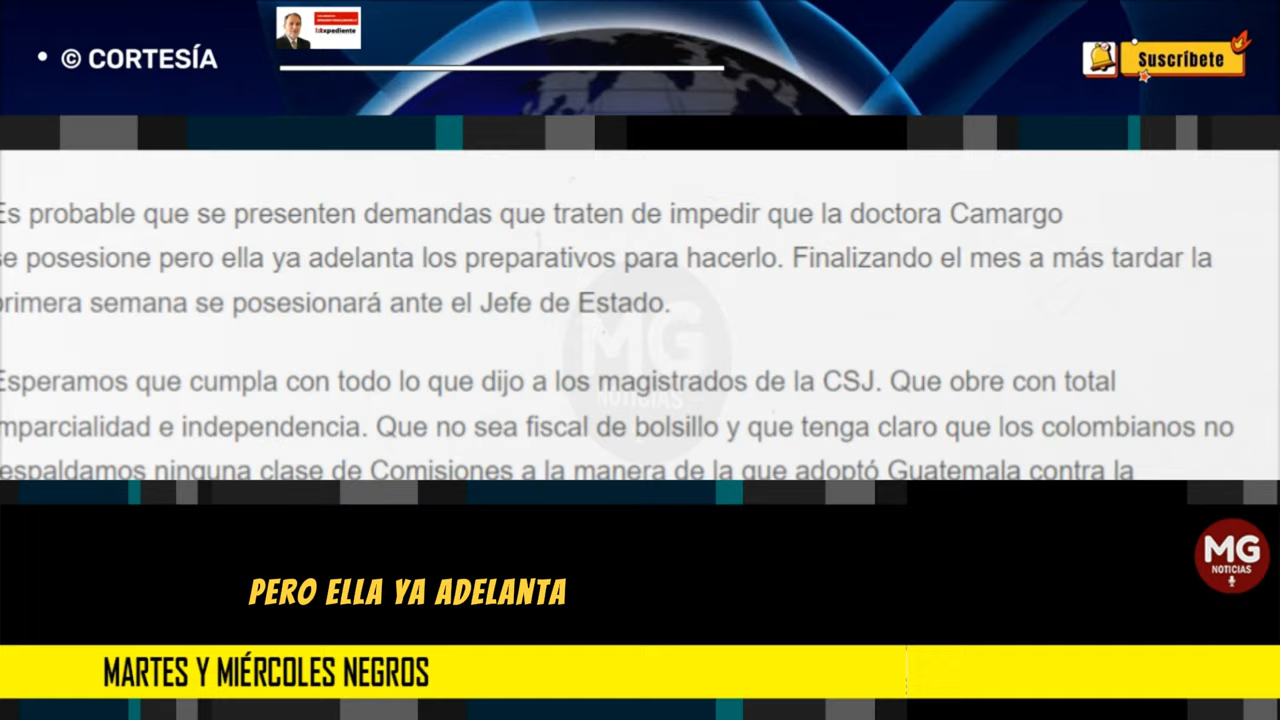 © CORTESÍA
Expediente
Suscríbete
Es probable que se presenten demandas que traten de impedir que la doctora Camargo
se posesione pero ella ya adelanta los preparativos para hacerlo. Finalizando el mes a más tardar la
primera semana se posesionará ante el Jefe de Estado.
Esperamos que cumpla con todo lo que dijo a los magistrados de la CSJ. Que obre con total
imparcialidad e independencia. Que no sea fiscal de bolsillo y que tenga claro que los colombianos no
respaldamos ninguna clase de Comisiones a la manera de la que adoptó Guatemala contra la
MG
NOTICIAS
MG
NOTICIAS
PERO ELLA YA ADELANTA
MARTES Y MIÉRCOLES NEGROS